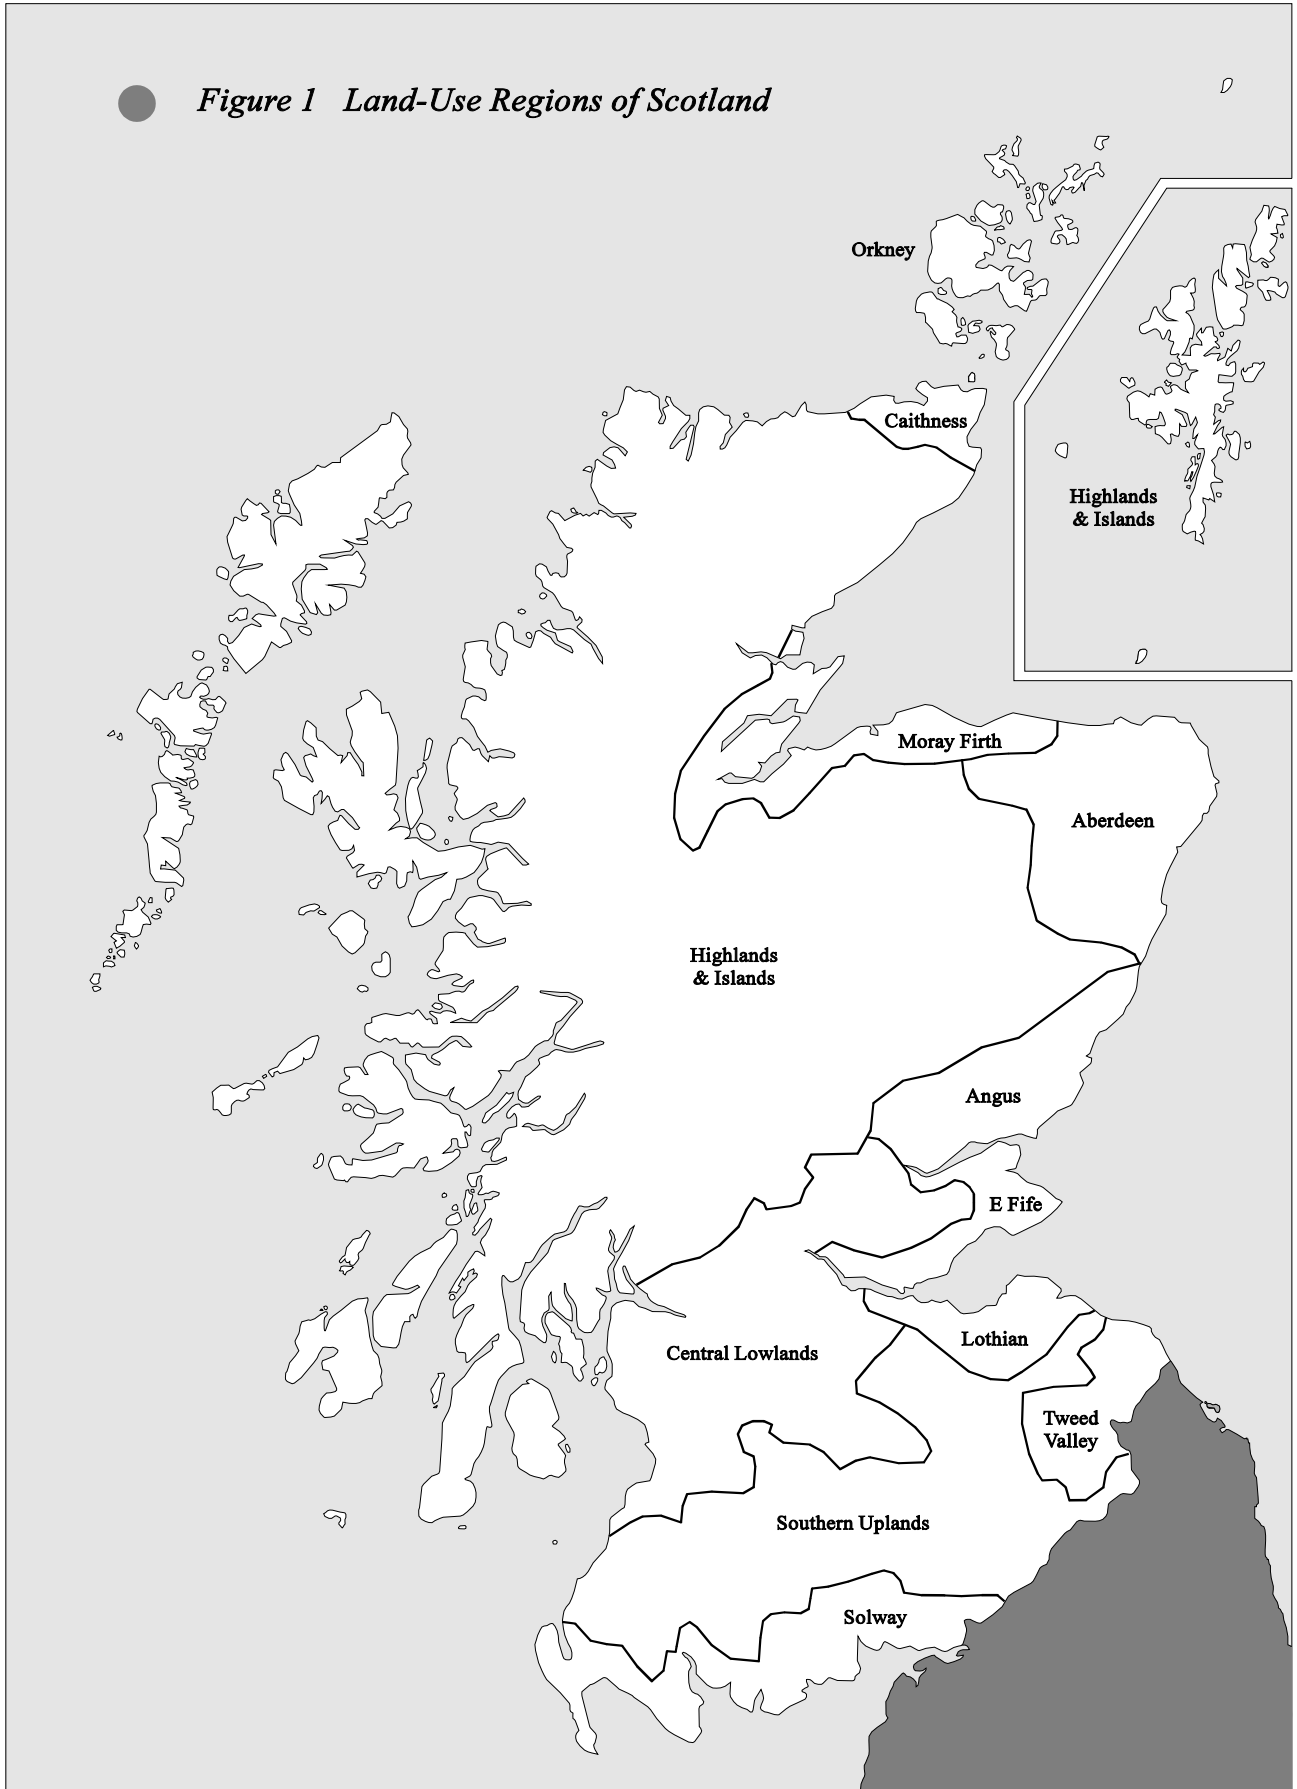 Figure 1 Land-Use Regions of Scotland
Orkney
Caithness
Highlands
& Islands
Moray Firth
Aberdeen
Highlands
& Islands
Angus
E Fife
Lothian
Central Lowlands
Tweed
Valley
Southern Uplands
Solway